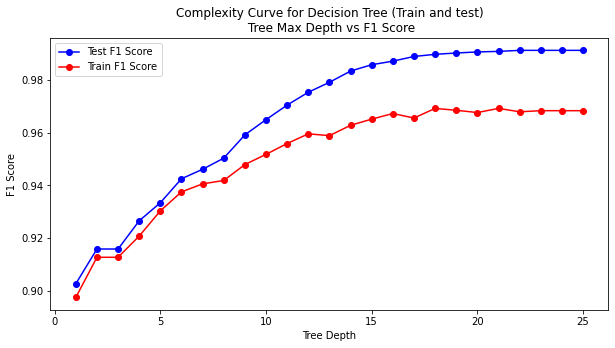 Complexity Curve for Decision Tree (Train and test)
Tree Max Depth vs F1 Score
Test F1 Score
Train F1 Score
F1 Score
0.98
0.96
0.94
0.92
0.90
0
5
10
15
20
25
Tree Depth